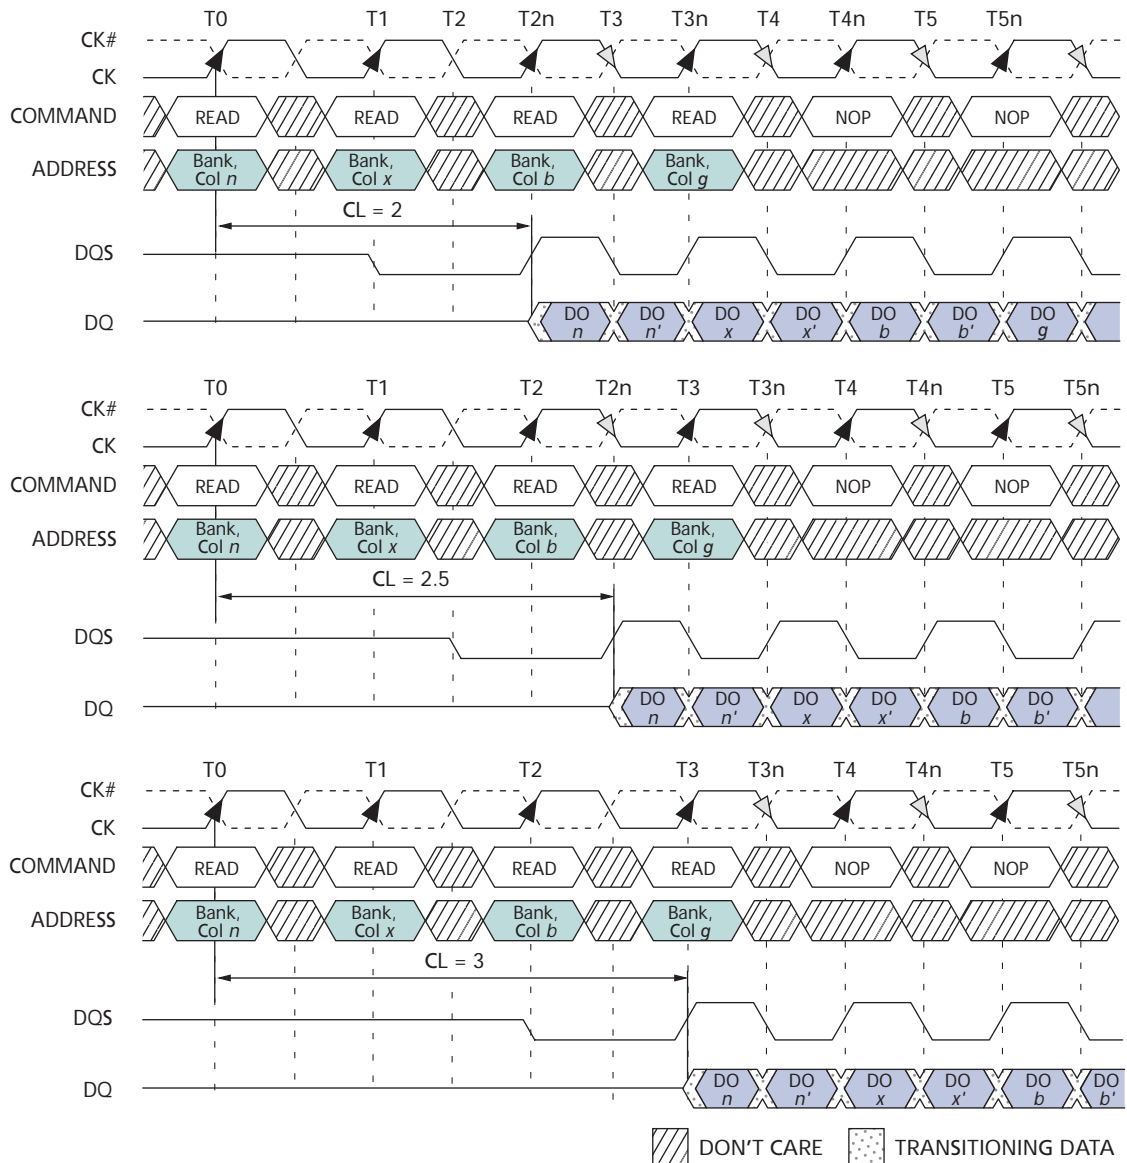 T0 T1 T2 T2n T3 T3n T4 T4n T5 T5n
CK#
CK
COMMAND READ READ READ READ NOP NOP
ADDRESS Bank, Col n Bank, Col x Bank, Col b Bank, Col g
CL = 2
DQS
DQ DO n DO n' DO x DO x' DO b DO b' DO g
T0 T1 T2 T2n T3 T3n T4 T4n T5 T5n
CK#
CK
COMMAND READ READ READ READ NOP NOP
ADDRESS Bank, Col n Bank, Col x Bank, Col b Bank, Col g
CL = 2.5
DQS
DQ DO n DO n' DO x DO x' DO b DO b'
T0 T1 T2 T3 T3n T4 T4n T5 T5n
CK#
CK
COMMAND READ READ READ READ NOP NOP
ADDRESS Bank, Col n Bank, Col x Bank, Col b Bank, Col g
CL = 3
DQS
DQ DO n DO n' DO x DO x' DO b DO b'
DON'T CARE TRANSITIONING DATA